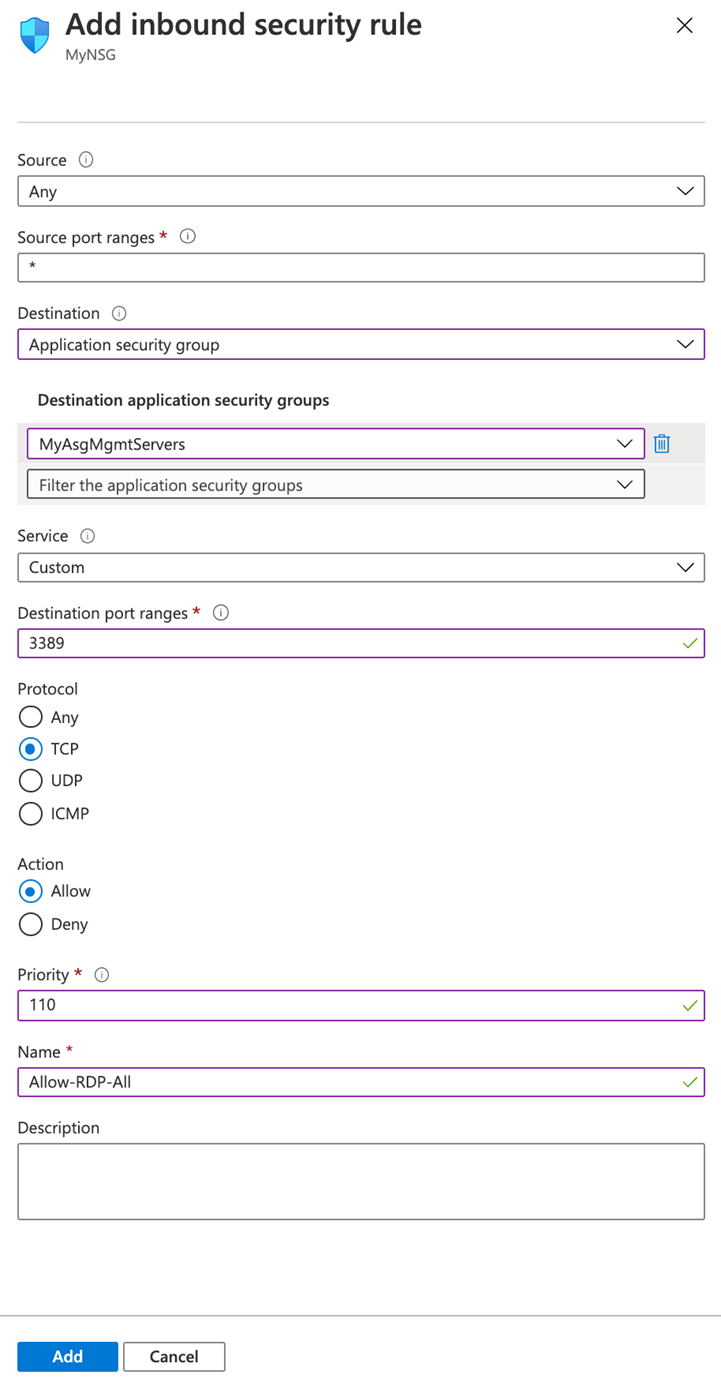 Add inbound security rule
MyNSG
Source
Any
Source port ranges *
*
Destination
Application security group
Destination application security groups
MyAsgMgmtServers
Filter the application security groups
Service
Custom
Destination port ranges *
3389
Protocol
Any
TCP
UDP
ICMP
Action
Allow
Deny
Priority *
110
Name *
Allow-RDP-All
Description
Add Cancel